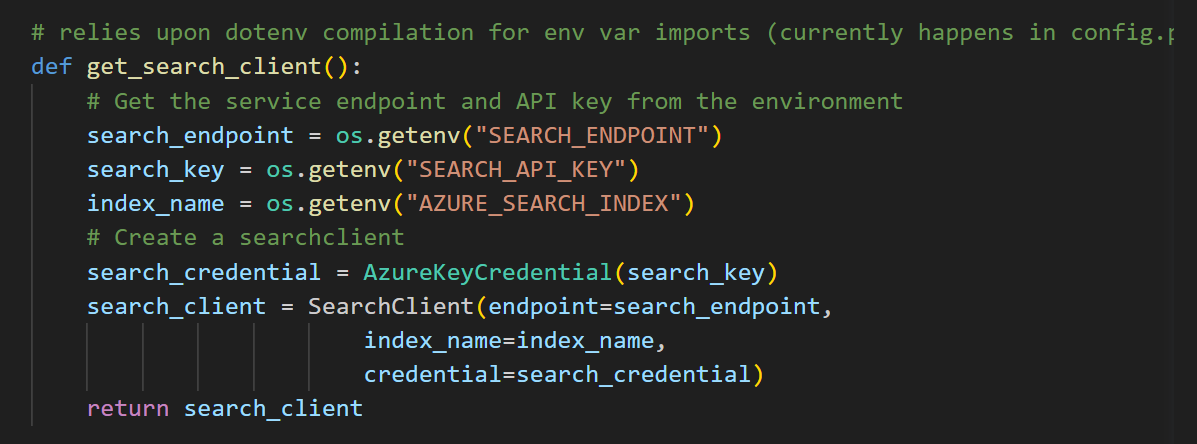 # relies upon dotenv compilation for env var imports (currently happens in config.p
def get_search_client():
    # Get the service endpoint and API key from the environment
    search_endpoint = os.getenv("SEARCH_ENDPOINT")
    search_key = os.getenv("SEARCH_API_KEY")
    index_name = os.getenv("AZURE_SEARCH_INDEX")
    # Create a searchclient
    search_credential = AzureKeyCredential(search_key)
    search_client = SearchClient(endpoint=search_endpoint,
                        index_name=index_name,
                        credential=search_credential)
    return search_client